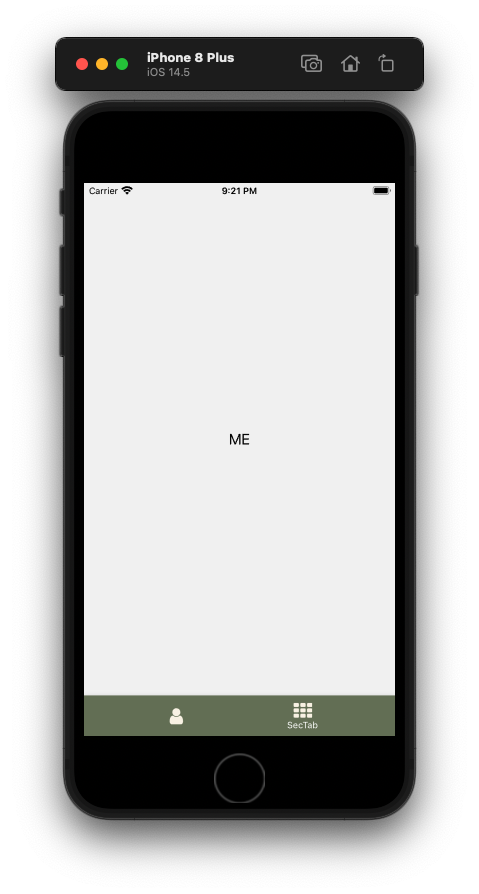 iPhone 8 Plus
iOS 14.5
Carrier 9:21 PM
ME
SecTab